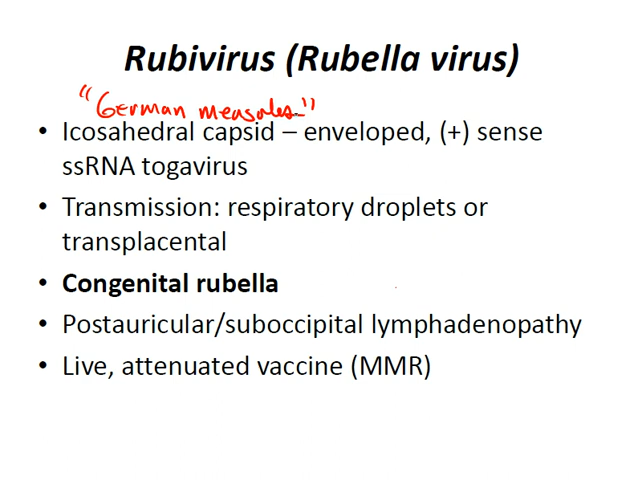 Rubivirus (Rubella virus)
"German measles."
• Icosahedral capsid – enveloped, (+) sense
ssRNA togavirus
• Transmission: respiratory droplets or
transplacental
• Congenital rubella
• Postauricular/suboccipital lymphadenopathy
• Live, attenuated vaccine (MMR)